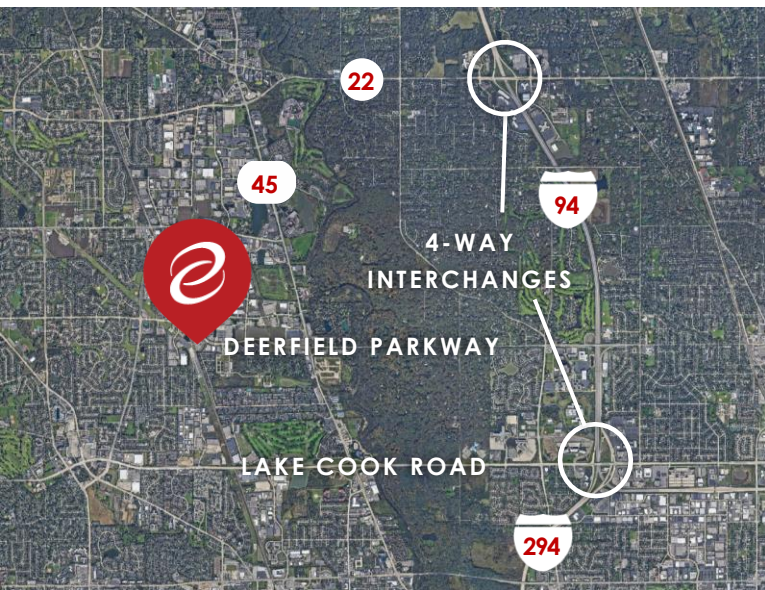 22
45
94
4-WAY
INTERCHANGES
DEERFIELD PARKWAY
LAKE COOK ROAD
294